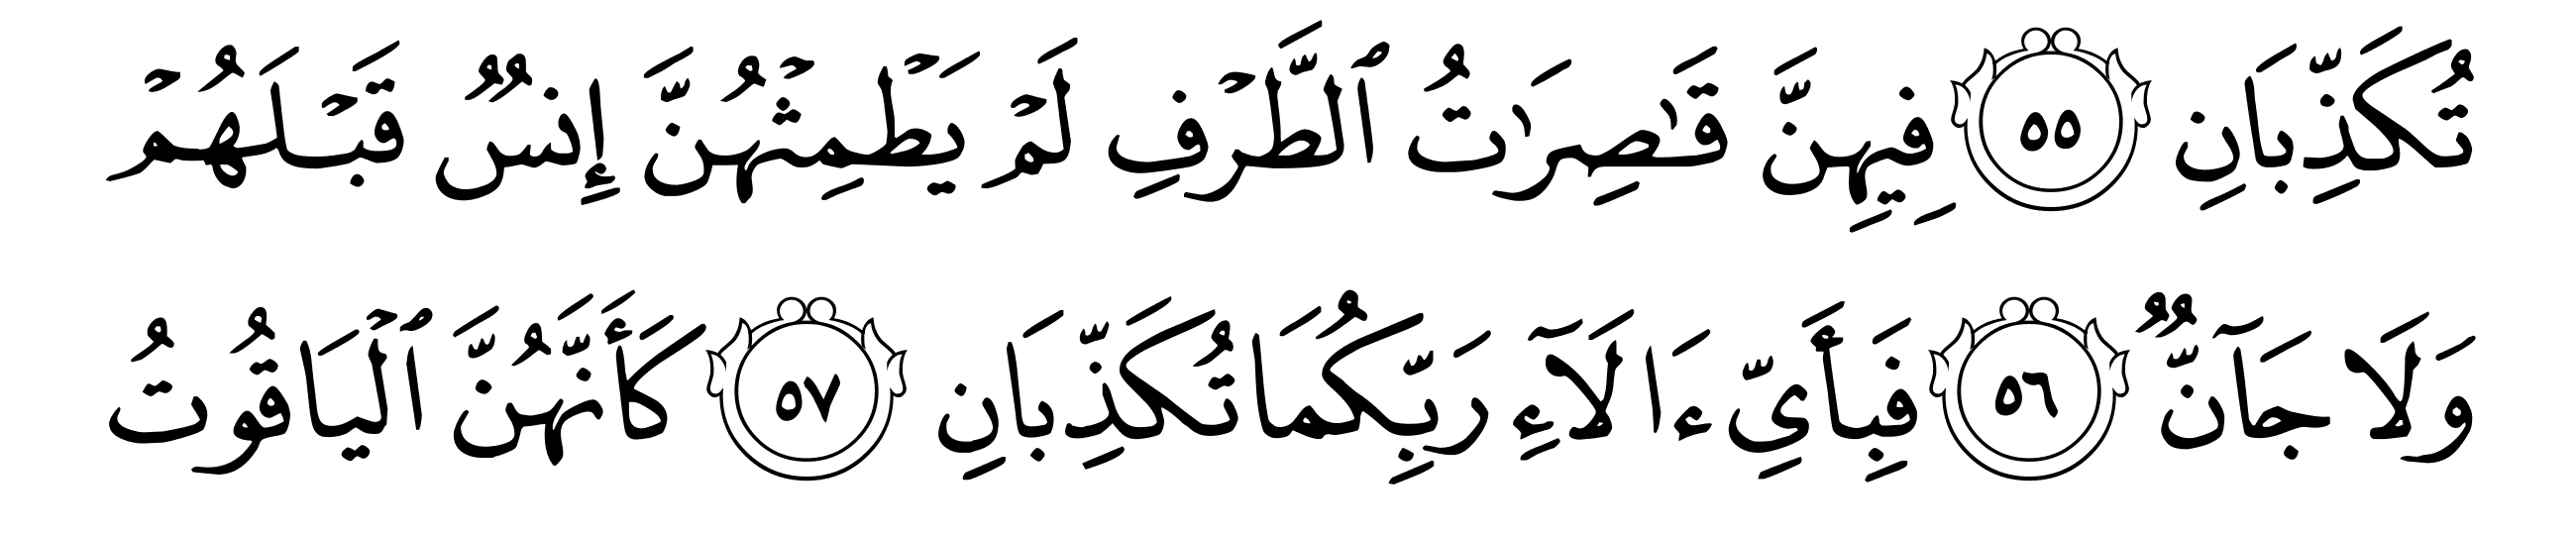 تُكَذِّبَانِ ٥٥ فِيهِنَّ قَٰصِرَٰتُ ٱلطَّرْفِ لَمْ يَطْمِثْهُنَّ إِنسٌ قَبْلَهُمْ
وَلَا جَآنٌّ ٥٦ فَبِأَىِّ ءَالَآءِ رَبِّكُمَا تُكَذِّبَانِ ٥٧ كَأَنَّهُنَّ ٱلْيَاقُوتُ